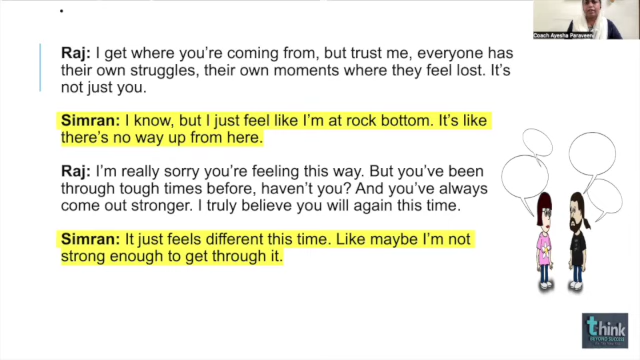 Coach Ayesha Paraveen
Raj: I get where you're coming from, but trust me, everyone has
their own struggles, their own moments where they feel lost. It's
not just you.
Simran: I know, but I just feel like I'm at rock bottom. It's like
there's no way up from here.
Raj: I'm really sorry you're feeling this way. But you've been
through tough times before, haven't you? And you've always
come out stronger. I truly believe you will again this time.
Simran: It just feels different this time. Like maybe I'm not
strong enough to get through it.
think
BEYOND SUCCESS